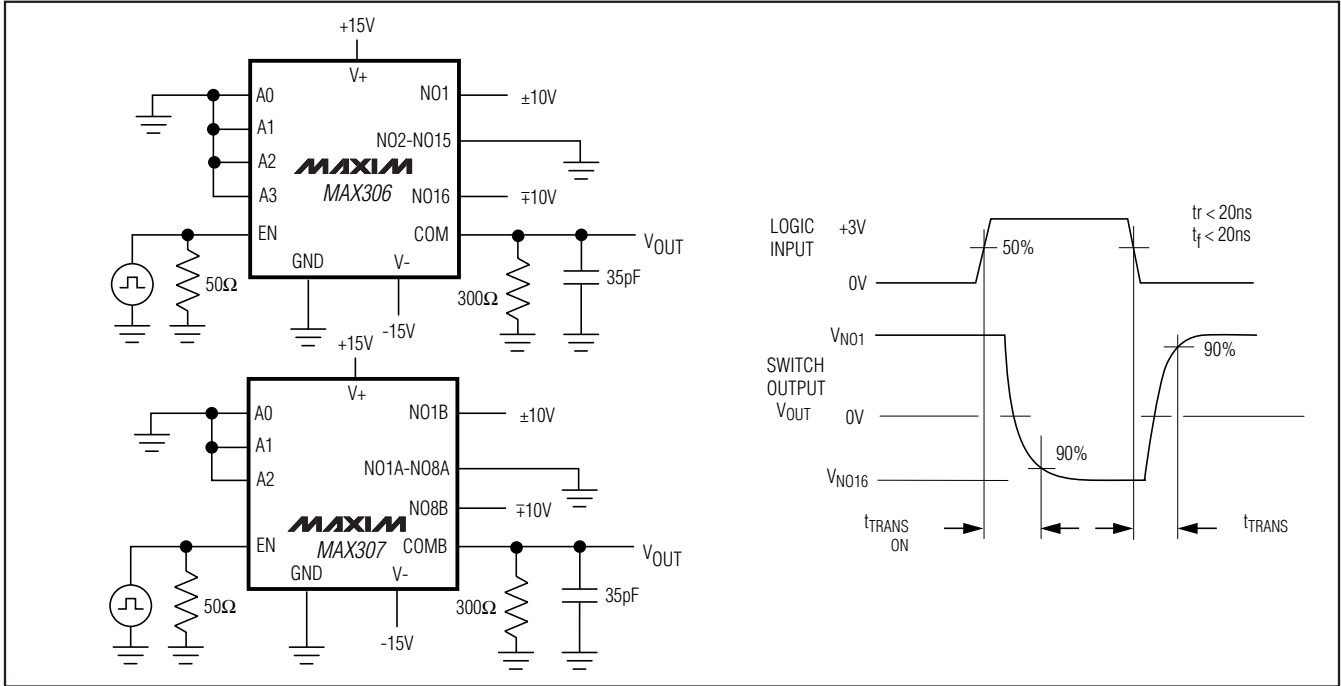 +15V
V+
A0
NO1
±10V
A1
NO2-NO15
A2
MAXIM
MAX306
A3
NO16
∓10V
EN
COM
VOUT
GND
V-
50Ω
300Ω
35pF
-15V
+15V
V+
A0
NO1B
±10V
A1
NO1A-NO8A
A2
NO8B
∓10V
MAXIM
MAX307
EN
COMB
VOUT
GND
V-
50Ω
300Ω
35pF
-15V
LOGIC
INPUT
+3V
50%
tr < 20ns
tf < 20ns
0V
VNO1
90%
SWITCH
OUTPUT
VOUT
0V
90%
VNO16
tTRANS
ON
tTRANS